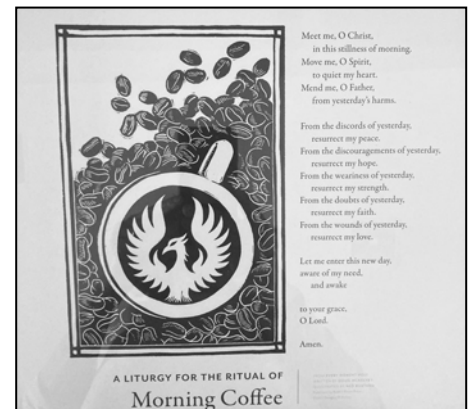 Meet me, O Christ,
in this stillness of morning.
Move me, O Spirit,
to quiet my heart.
Mend me, O Father,
from yesterday's harms.
From the discords of yesterday,
resurrect my peace.
From the discouragements of yesterday,
resurrect my hope.
From the weariness of yesterday,
resurrect my strength.
From the doubts of yesterday,
resurrect my faith.
From the wounds of yesterday,
resurrect my love.
Let me enter this new day,
aware of my need,
and awake
to your grace,
O Lord.
Amen.
A LITURGY FOR THE RITUAL OF
Morning Coffee